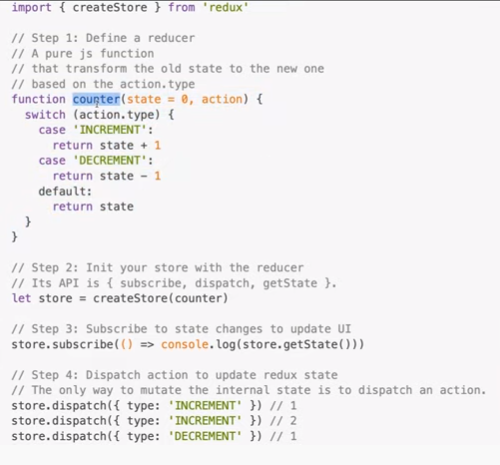 import { createStore } from 'redux'
// Step 1: Define a reducer
// A pure js function
// that transform the old state to the new one
// based on the action.type
function counter(state = 0, action) {
  switch (action.type) {
    case 'INCREMENT':
      return state + 1
    case 'DECREMENT':
      return state - 1
    default:
      return state
  }
}
// Step 2: Init your store with the reducer
// Its API is { subscribe, dispatch, getState }.
let store = createStore(counter)
// Step 3: Subscribe to state changes to update UI
store.subscribe(() => console.log(store.getState()))
// Step 4: Dispatch action to update redux state
// The only way to mutate the internal state is to dispatch an action.
store.dispatch({ type: 'INCREMENT' }) // 1
store.dispatch({ type: 'INCREMENT' }) // 2
store.dispatch({ type: 'DECREMENT' }) // 1